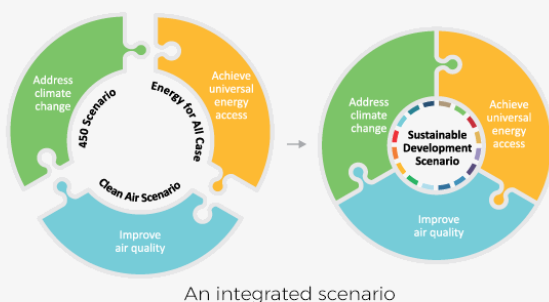 Address
climate
change
450 Scenario
Achieve
universal
energy
access
Energy for All Case
Clean Air Scenario
Improve
air quality
Address
climate
change
Achieve
universal
energy
access
Sustainable
Development
Scenario
Improve
air quality
An integrated scenario